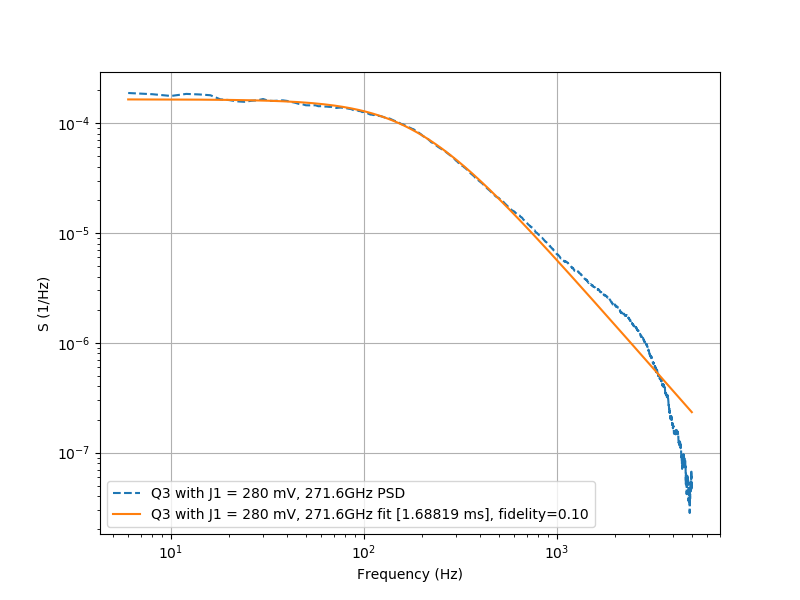 10⁻⁴
10⁻⁵
10⁻⁶
10⁻⁷
S (1/Hz)
Q3 with J1 = 280 mV, 271.6GHz PSD
Q3 with J1 = 280 mV, 271.6GHz fit [1.68819 ms], fidelity=0.10
10¹ 10² 10³
Frequency (Hz)